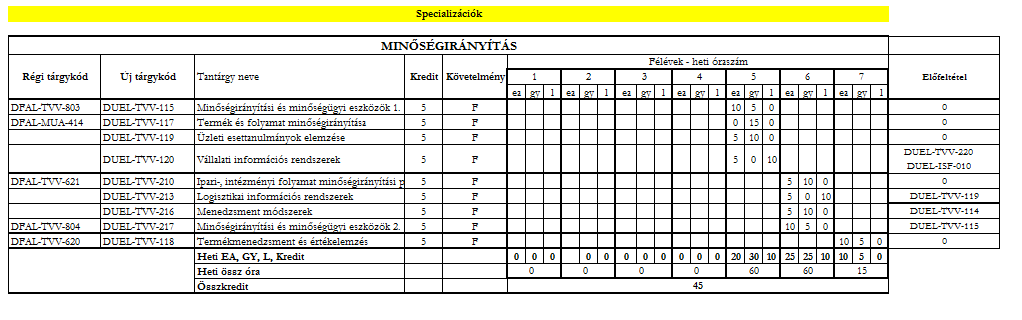 Specializációk
MINŐSÉGIRÁNYÍTÁS
Régi tárgykód Új tárgykód Tantárgy neve Kredit Követelmény Félévek - heti óraszám Előfeltétel
1 2 3 4 5 6 7
ea gy l ea gy l ea gy l ea gy l ea gy l ea gy l ea gy l
DFAL-TVV-803 DUEL-TVV-115 Minőségirányítási és minőségügyi eszközök 1. 5 F 10 5 0 0
DFAL-MUA-414 DUEL-TVV-117 Termék és folyamat minőségirányítása 5 F 0 15 0 0
DUEL-TVV-119 Üzleti esettanulmányok elemzése 5 F 5 10 0 0
DUEL-TVV-120 Vállalati információs rendszerek 5 F 5 0 10 DUEL-TVV-220
DUEL-ISF-010
DFAL-TVV-621 DUEL-TVV-210 Ipari-, intézményi folyamat minőségirányítási p 5 F 5 10 0 0
DUEL-TVV-213 Logisztikai információs rendszerek 5 F 5 0 10 DUEL-TVV-119
DUEL-TVV-216 Menedzsment módszerek 5 F 5 10 0 DUEL-TVV-114
DFAL-TVV-804 DUEL-TVV-217 Minőségirányítási és minőségügyi eszközök 2. 5 F 10 5 0 DUEL-TVV-115
DFAL-TVV-620 DUEL-TVV-118 Termékmenedzsment és értékelemzés 5 F 10 5 0 0
Heti EA, GY, L, Kredit 0 0 0 0 0 0 0 0 0 0 0 20 30 10 25 25 10 10 5 0
Heti össz óra 0 0 0 0 60 60 15
Összkredit 45